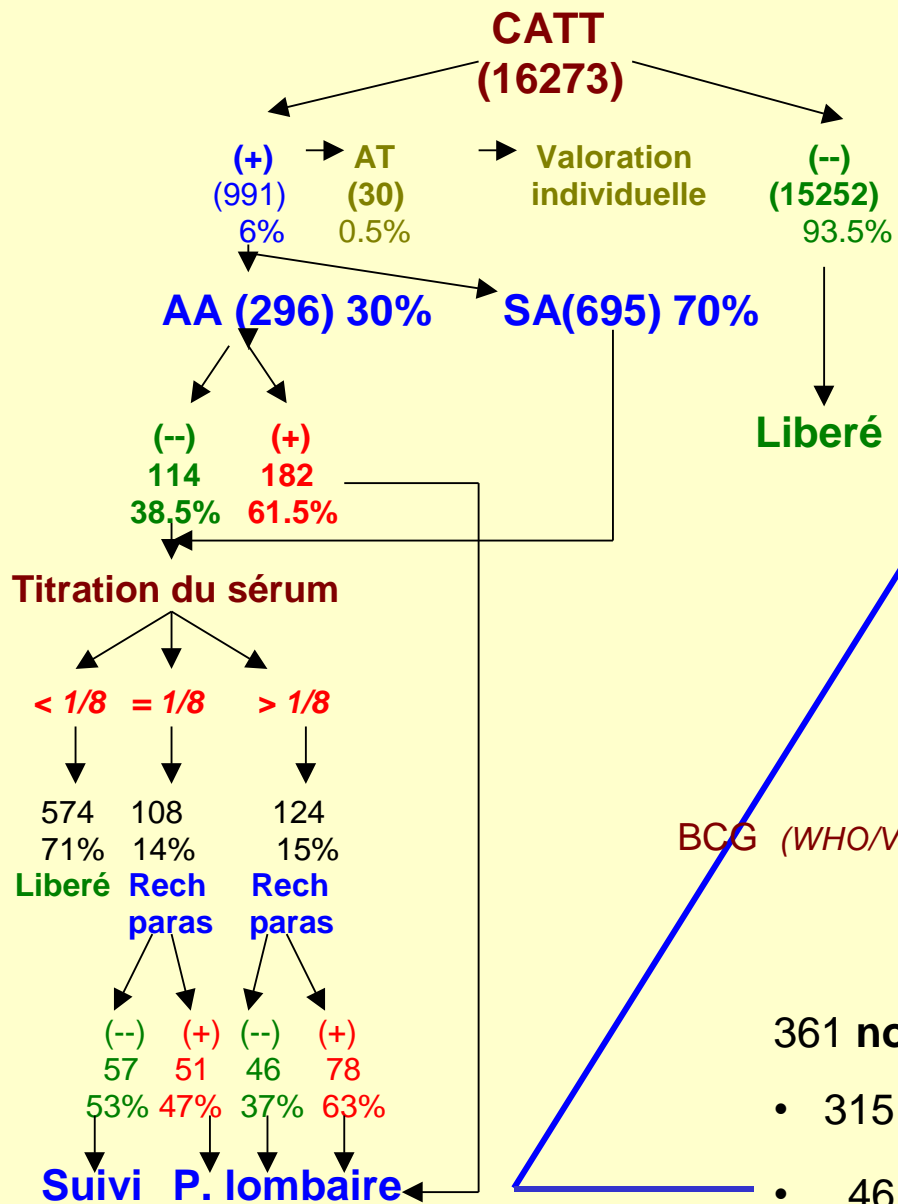 CATT
(16273)
(+) AT Valoration (--)
(991) (30) individuelle (15252)
6% 0.5% 93.5%
AA (296) 30% SA(695) 70%
Liberé
(--) (+)
114 182
38.5% 61.5%
Titration du sérum
< 1/8 = 1/8 > 1/8
574 108 124
71% 14% 15%
Liberé Rech Rech
paras paras
BCG (WHO/V
(--) (+) (--) (+)
57 51 46 78
53% 47% 37% 63%
361 no
• 315
• 46
Suivi P. lombaire